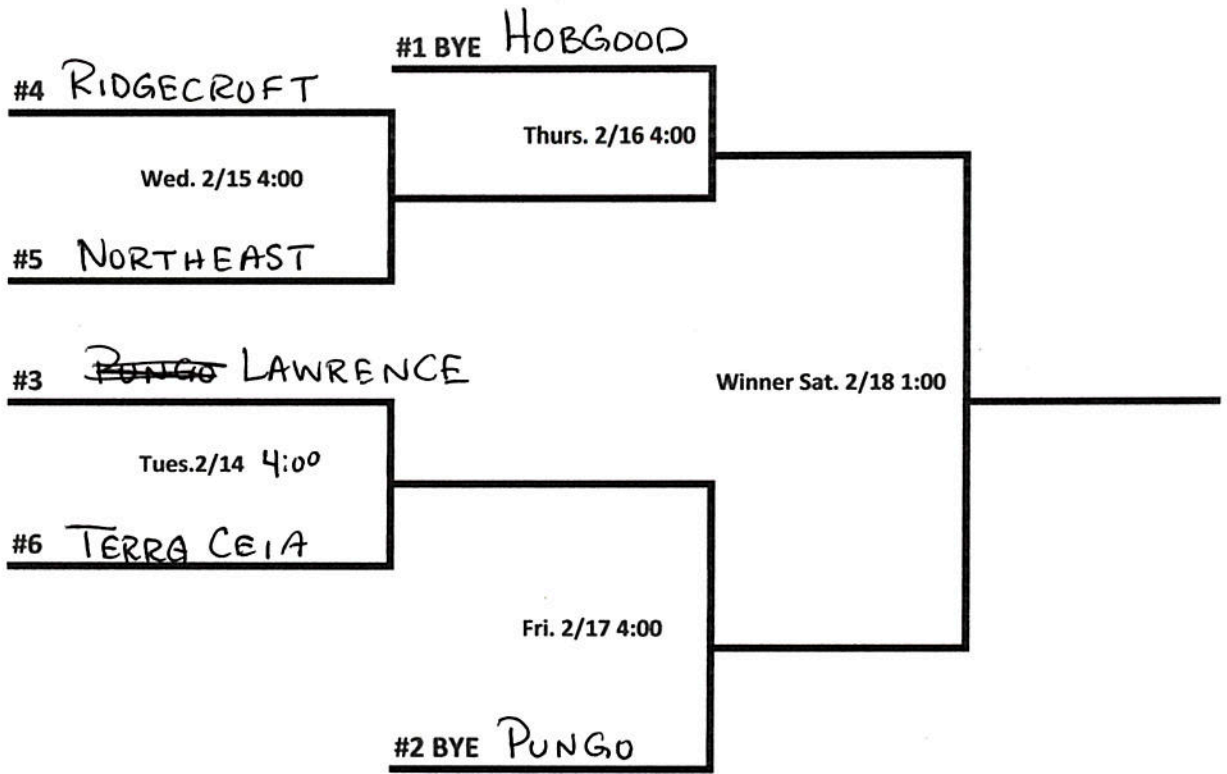 #1 BYE HOBGOOD
#4 RIDGECROFT
Thurs. 2/16 4:00
Wed. 2/15 4:00
#5 NORTHEAST
#3 PUNGO LAWRENCE
Winner Sat. 2/18 1:00
Tues.2/14 4:00
#6 TERRA CEIA
Fri. 2/17 4:00
#2 BYE PUNGO